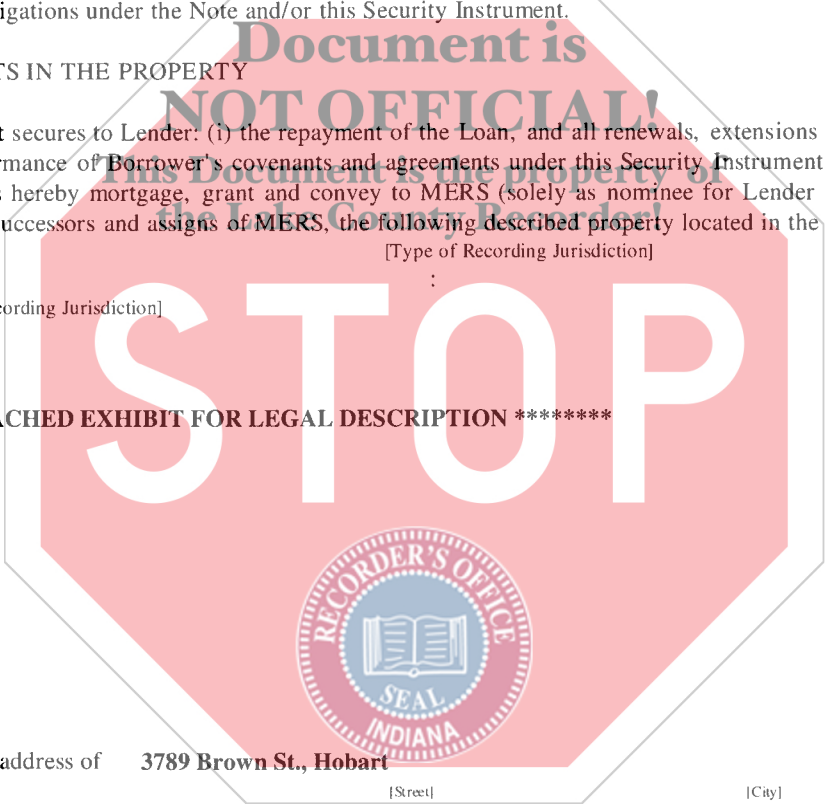 igations under the Note and/or this Security Instrument.
Document is
TS IN THE PROPERTY
NOT OFFICIAL!
t secures to Lender: (i) the repayment of the Loan, and all renewals, extensions
rmance of Borrower's covenants and agreements under this Security Instrument
This Document is the property of
s hereby mortgage, grant and convey to MERS (solely as nominee for Lender
the Lake County Recorder!
uccessors and assigns of MERS, the following described property located in the
[Type of Recording Jurisdiction]
:
cording Jurisdiction]
STOP
ACHED EXHIBIT FOR LEGAL DESCRIPTION ********
RECORDER'S OFFICE
SEAL
INDIANA
address of 3789 Brown St., Hobart
[Street] [City]